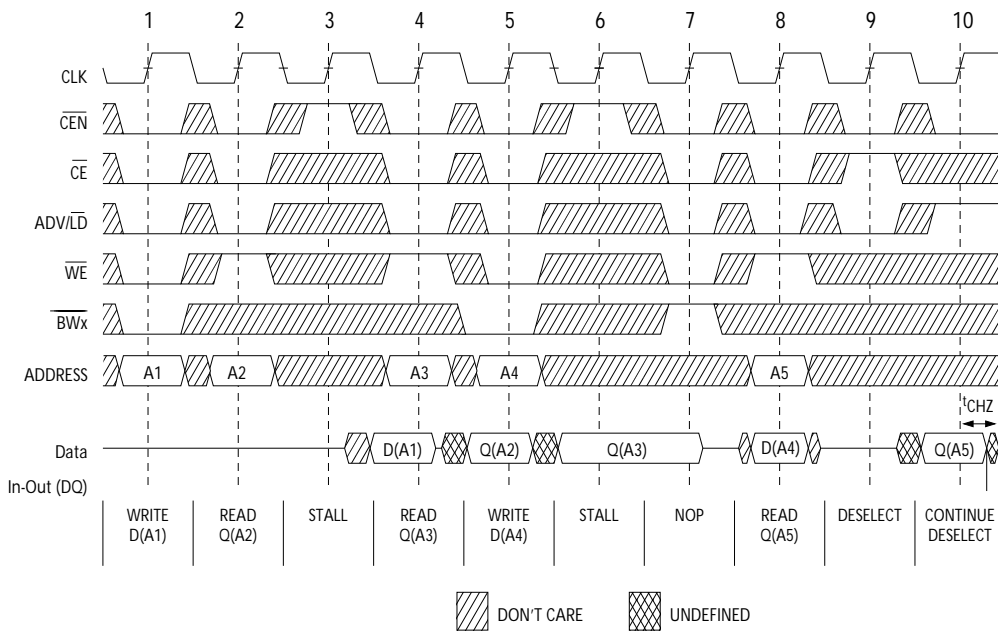 1 2 3 4 5 6 7 8 9 10
CLK
CEN
CE
ADV/LD
WE
BWx
ADDRESS A1 A2 A3 A4 A5
tCHZ
Data D(A1) Q(A2) Q(A3) D(A4) Q(A5)
In-Out (DQ)
WRITE READ STALL READ WRITE STALL NOP READ DESELECT CONTINUE
D(A1) Q(A2) Q(A3) D(A4) Q(A5) DESELECT
DON'T CARE UNDEFINED